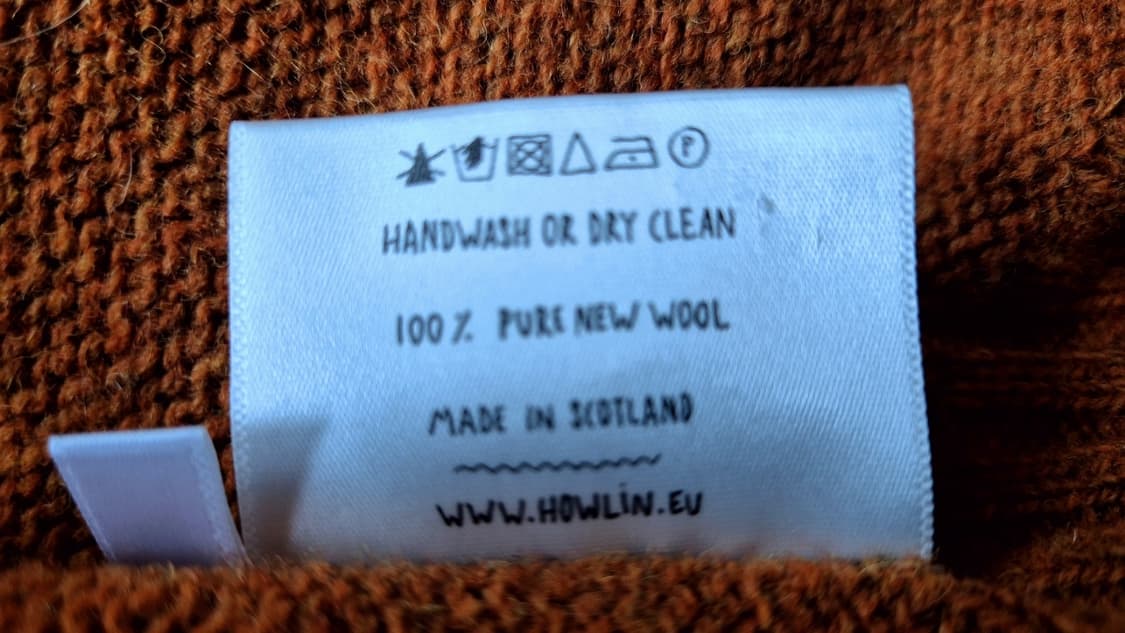 P
HANDWASH OR DRY CLEAN
100% PURE NEW WOOL
MADE IN SCOTLAND
WWW.HOWLIN.EU